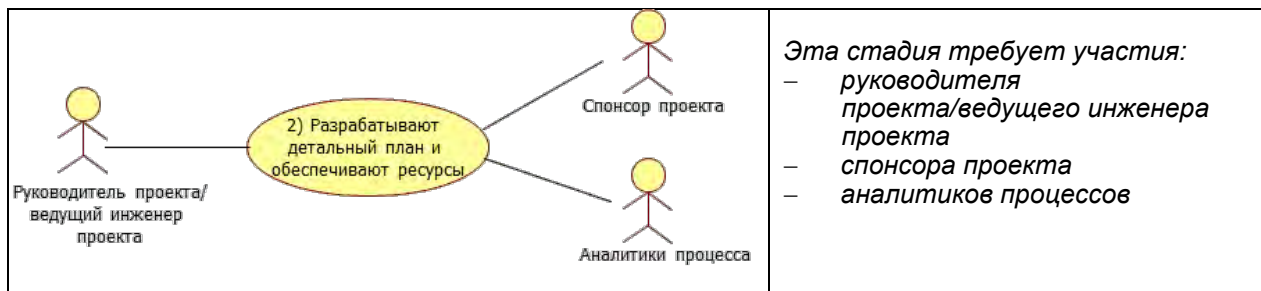 Спонсор проекта
2) Разрабатывают
детальный план и
обеспечивают ресурсы
Руководитель проекта/
ведущий инженер
проекта
Аналитики процесса
Эта стадия требует участия:
– руководителя
проекта/ведущего инженера
проекта
– спонсора проекта
– аналитиков процессов